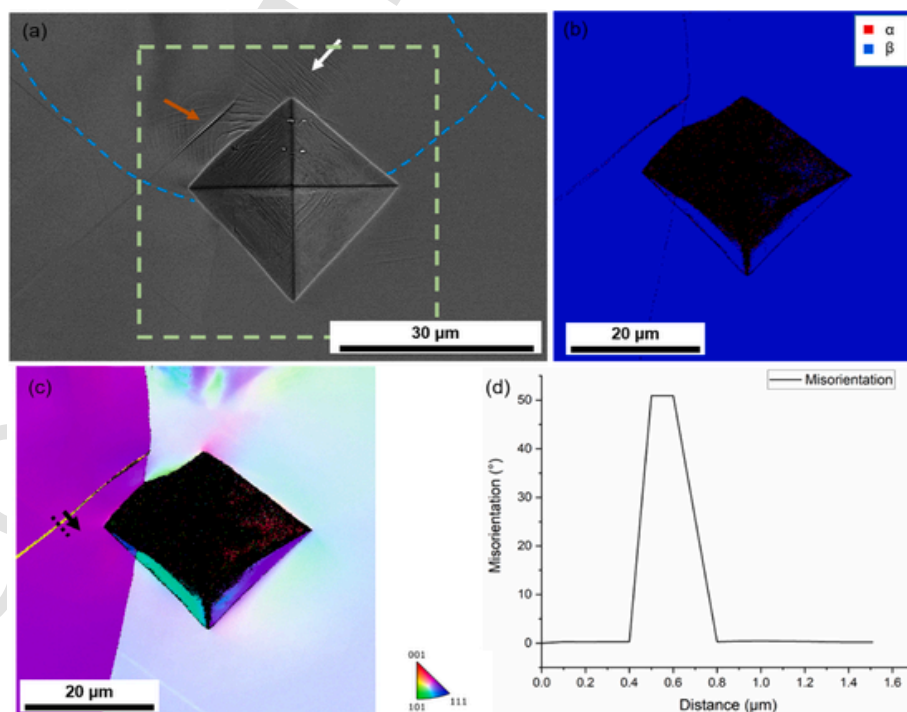 (a)
30 µm
(b)
α
β
20 µm
(c)
20 µm
001
101
111
(d)
Misorientation
50
40
30
20
10
0
Misorientation (°)
0.0 0.2 0.4 0.6 0.8 1.0 1.2 1.4 1.6
Distance (µm)